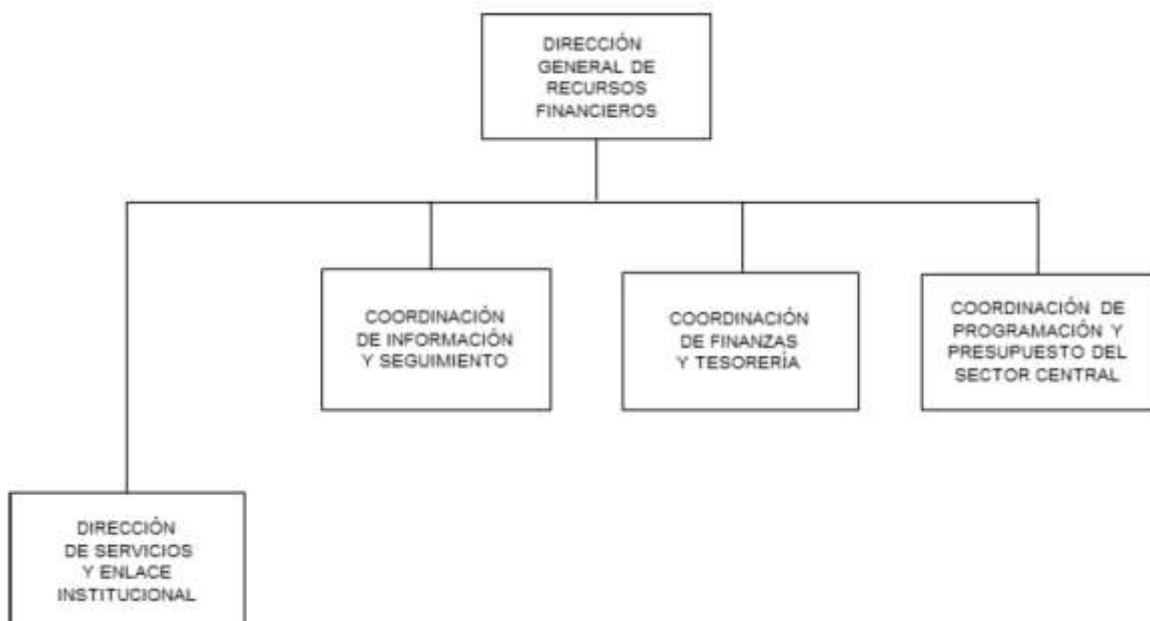 DIRECCIÓN
GENERAL DE
RECURSOS
FINANCIEROS
COORDINACIÓN
DE INFORMACIÓN
Y SEGUIMIENTO
COORDINACIÓN
DE FINANZAS
Y TESORERÍA
COORDINACIÓN DE
PROGRAMACIÓN Y
PRESUPUESTO DEL
SECTOR CENTRAL
DIRECCIÓN
DE SERVICIOS
Y ENLACE
INSTITUCIONAL